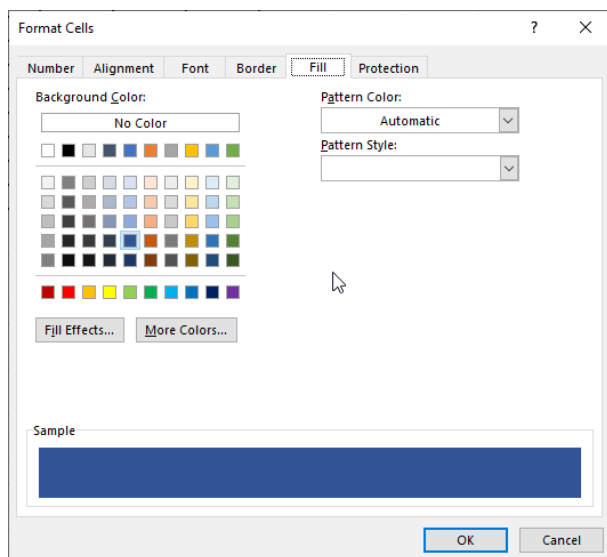 Format Cells ? X
Number Alignment Font Border Fill Protection
Background Color:
No Color
Fill Effects... More Colors...
Pattern Color:
Automatic
Pattern Style:
Sample
OK Cancel